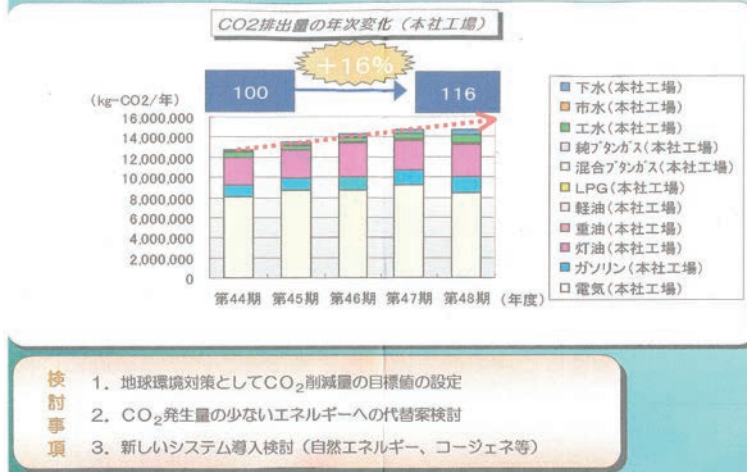 CO2排出量の年次変化（本社工場）
+16%
100
116
(kg-CO2/年)
16,000,000
14,000,000
12,000,000
10,000,000
8,000,000
6,000,000
4,000,000
2,000,000
0
第44期 第45期 第46期 第47期 第48期 (年度)
下水(本社工場)
市水(本社工場)
工水(本社工場)
純ブタンガス(本社工場)
混合ブタンガス(本社工場)
LPG(本社工場)
軽油(本社工場)
重油(本社工場)
灯油(本社工場)
ガソリン(本社工場)
電気(本社工場)
検討事項
1. 地球環境対策としてCO₂削減量の目標値の設定
2. CO₂発生量の少ないエネルギーへの代替案検討
3. 新しいシステム導入検討（自然エネルギー、コージェネ等）